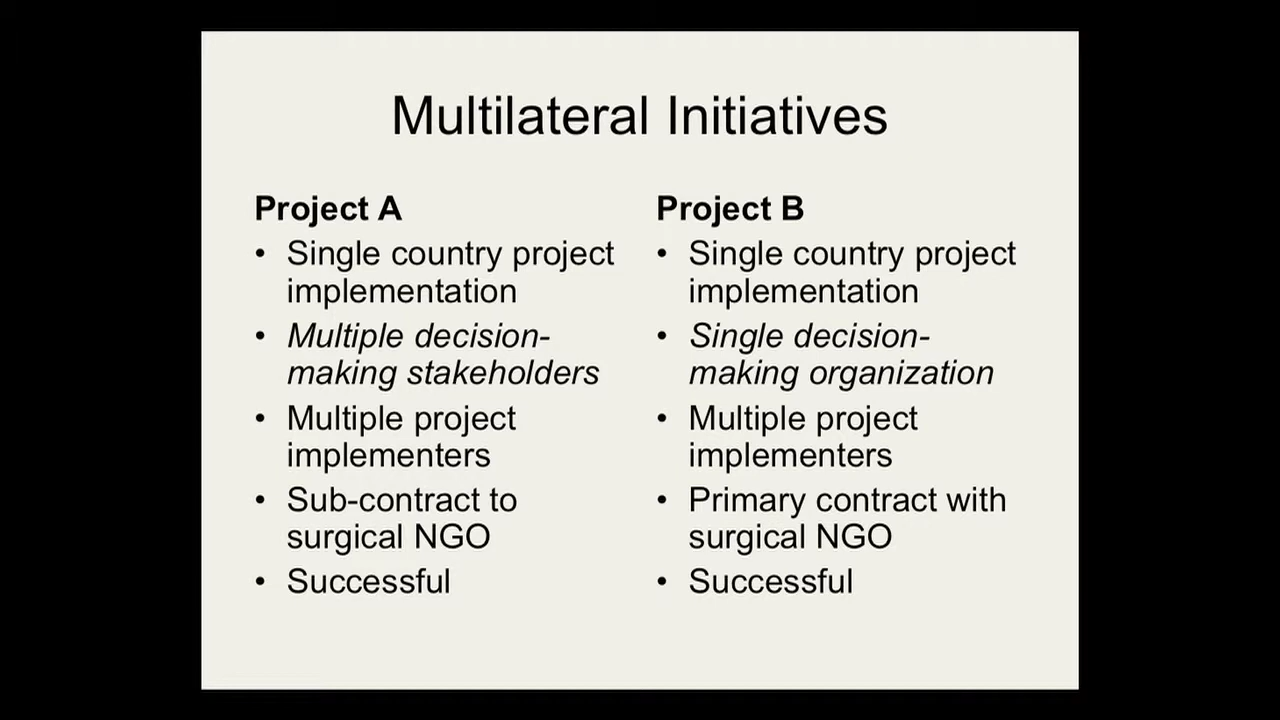 Multilateral Initiatives
Project A
• Single country project
implementation
• Multiple decision-
making stakeholders
• Multiple project
implementers
• Sub-contract to
surgical NGO
• Successful
Project B
• Single country project
implementation
• Single decision-
making organization
• Multiple project
implementers
• Primary contract with
surgical NGO
• Successful